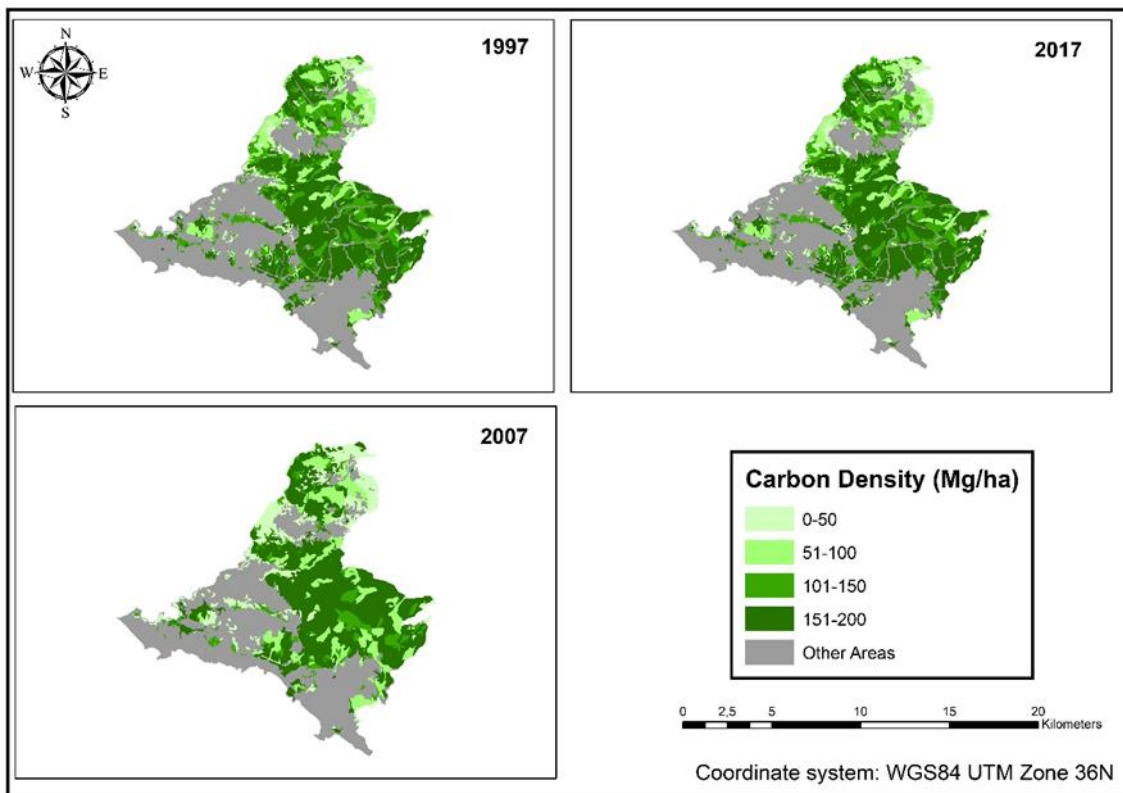 N
W E
S
1997
2017
2007
Carbon Density (Mg/ha)
0-50
51-100
101-150
151-200
Other Areas
0 2,5 5 10 15 20
Kilometers
Coordinate system: WGS84 UTM Zone 36N